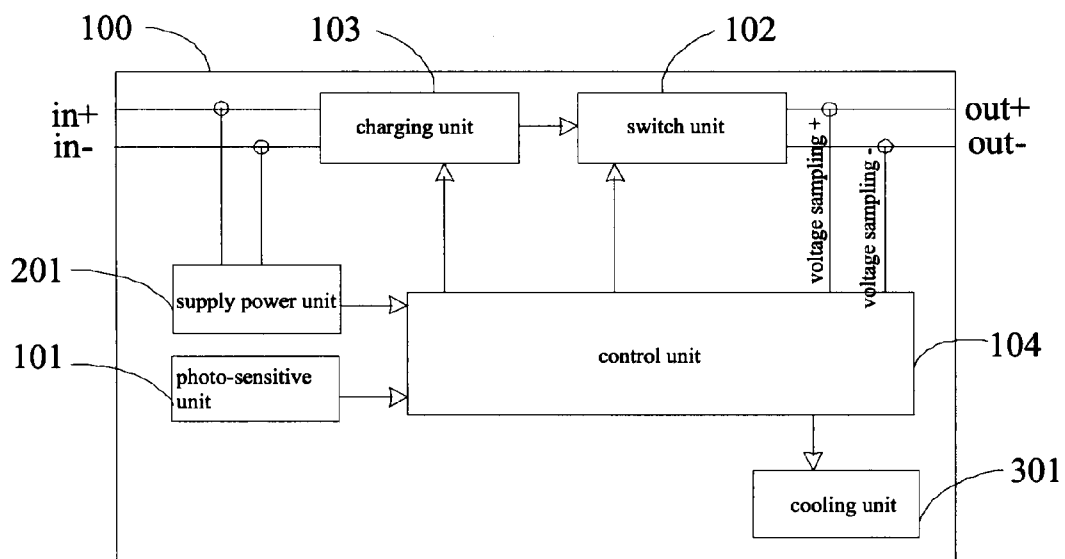 100
103
102
in+
charging unit
switch unit
out+
in-
out-
voltage sampling +
voltage sampling -
201
supply power unit
101
photo-sensitive
unit
control unit
104
cooling unit
301